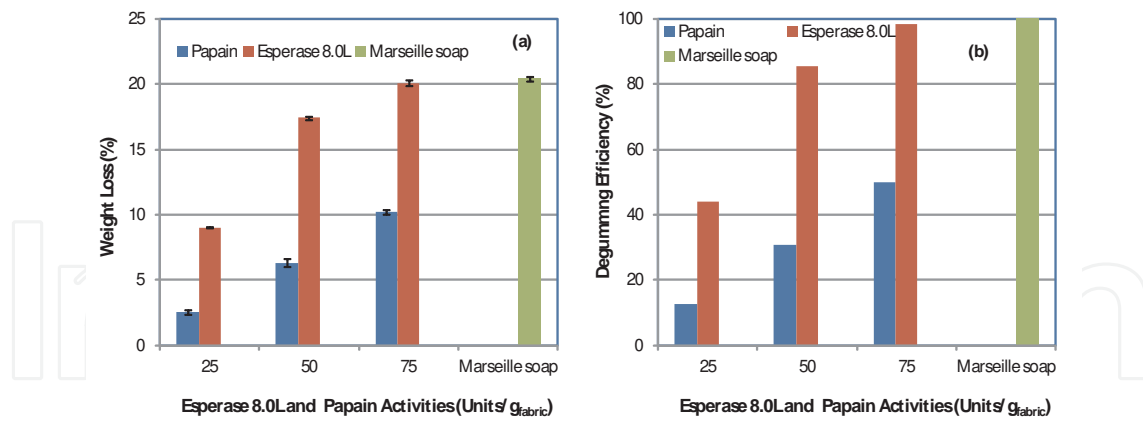 25
20
15
10
5
0
Weight Loss (%)
Papain Esperase 8.0L Marseille soap
(a)
25 50 75 Marseille soap
Esperase 8.0L and Papain Activities (Units/ gfabric)
100
80
60
40
20
0
Degummng Efficiency (%)
Papain Esperase 8.0L
Marseille soap
(b)
25 50 75 Marseille soap
Esperase 8.0L and Papain Activities (Units/ gfabric)